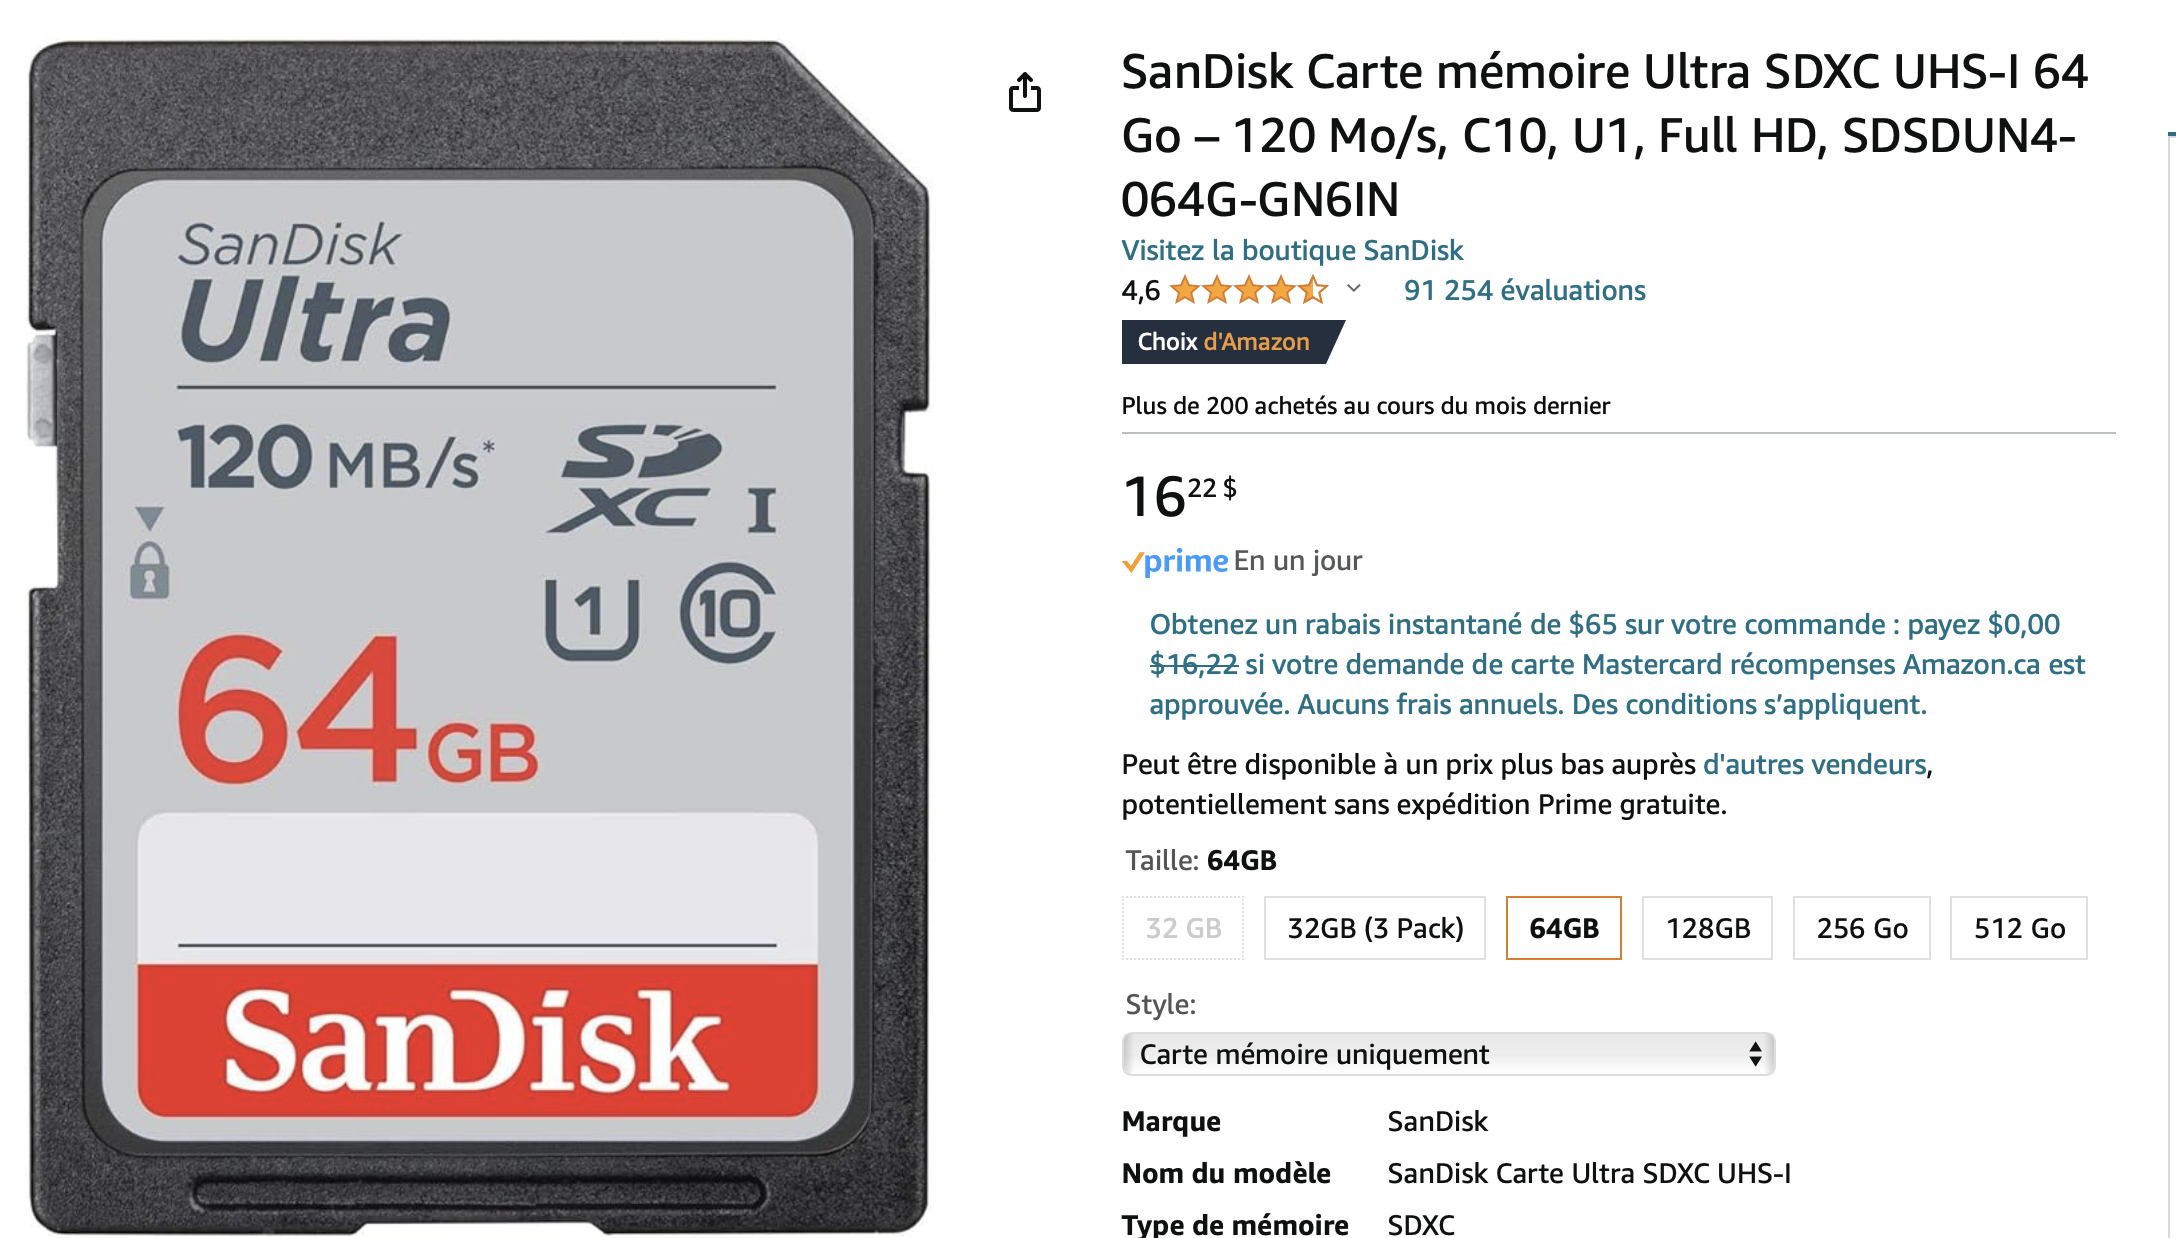 SanDisk
Ultra
120 MB/s*
SD
XC I
U1 10
64GB
SanDisk
SanDisk Carte mémoire Ultra SDXC UHS-I 64
Go – 120 Mo/s, C10, U1, Full HD, SDSDUN4-
064G-GN6IN
Visitez la boutique SanDisk
4,6 91 254 évaluations
Choix d'Amazon
Plus de 200 achetés au cours du mois dernier
16 22 $
prime En un jour
Obtenez un rabais instantané de $65 sur votre commande : payez $0,00
$16,22 si votre demande de carte Mastercard récompenses Amazon.ca est
approuvée. Aucuns frais annuels. Des conditions s’appliquent.
Peut être disponible à un prix plus bas auprès d'autres vendeurs,
potentiellement sans expédition Prime gratuite.
Taille: 64GB
32 GB 32GB (3 Pack) 64GB 128GB 256 Go 512 Go
Style:
Carte mémoire uniquement
Marque SanDisk
Nom du modèle SanDisk Carte Ultra SDXC UHS-I
Type de mémoire SDXC